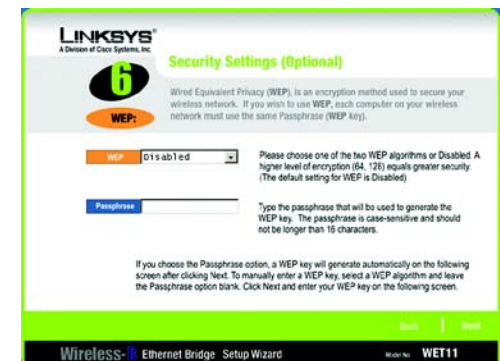 LINKSYS®
A Division of Cisco Systems, Inc.
Security Settings (Optional)
6
WEP:
Wired Equivalent Privacy (WEP), is an encryption method used to secure your
wireless network. If you wish to use WEP, each computer on your wireless
network must use the same Passphrase (WEP key).
WEP Disabled
Please choose one of the two WEP algorithms or Disabled. A
higher level of encryption (64, 128) equals greater security.
(The default setting for WEP is Disabled)
Passphrase
Type the passphrase that will be used to generate the
WEP key. The passphrase is case-sensitive and should
not be longer than 16 characters.
If you choose the Passphrase option, a WEP key will generate automatically on the following
screen after clicking Next. To manually enter a WEP key, select a WEP algorithm and leave
the Passphrase option blank. Click Next and enter your WEP key on the following screen.
Back | Next
Wireless-B Ethernet Bridge Setup Wizard
Model No WET11